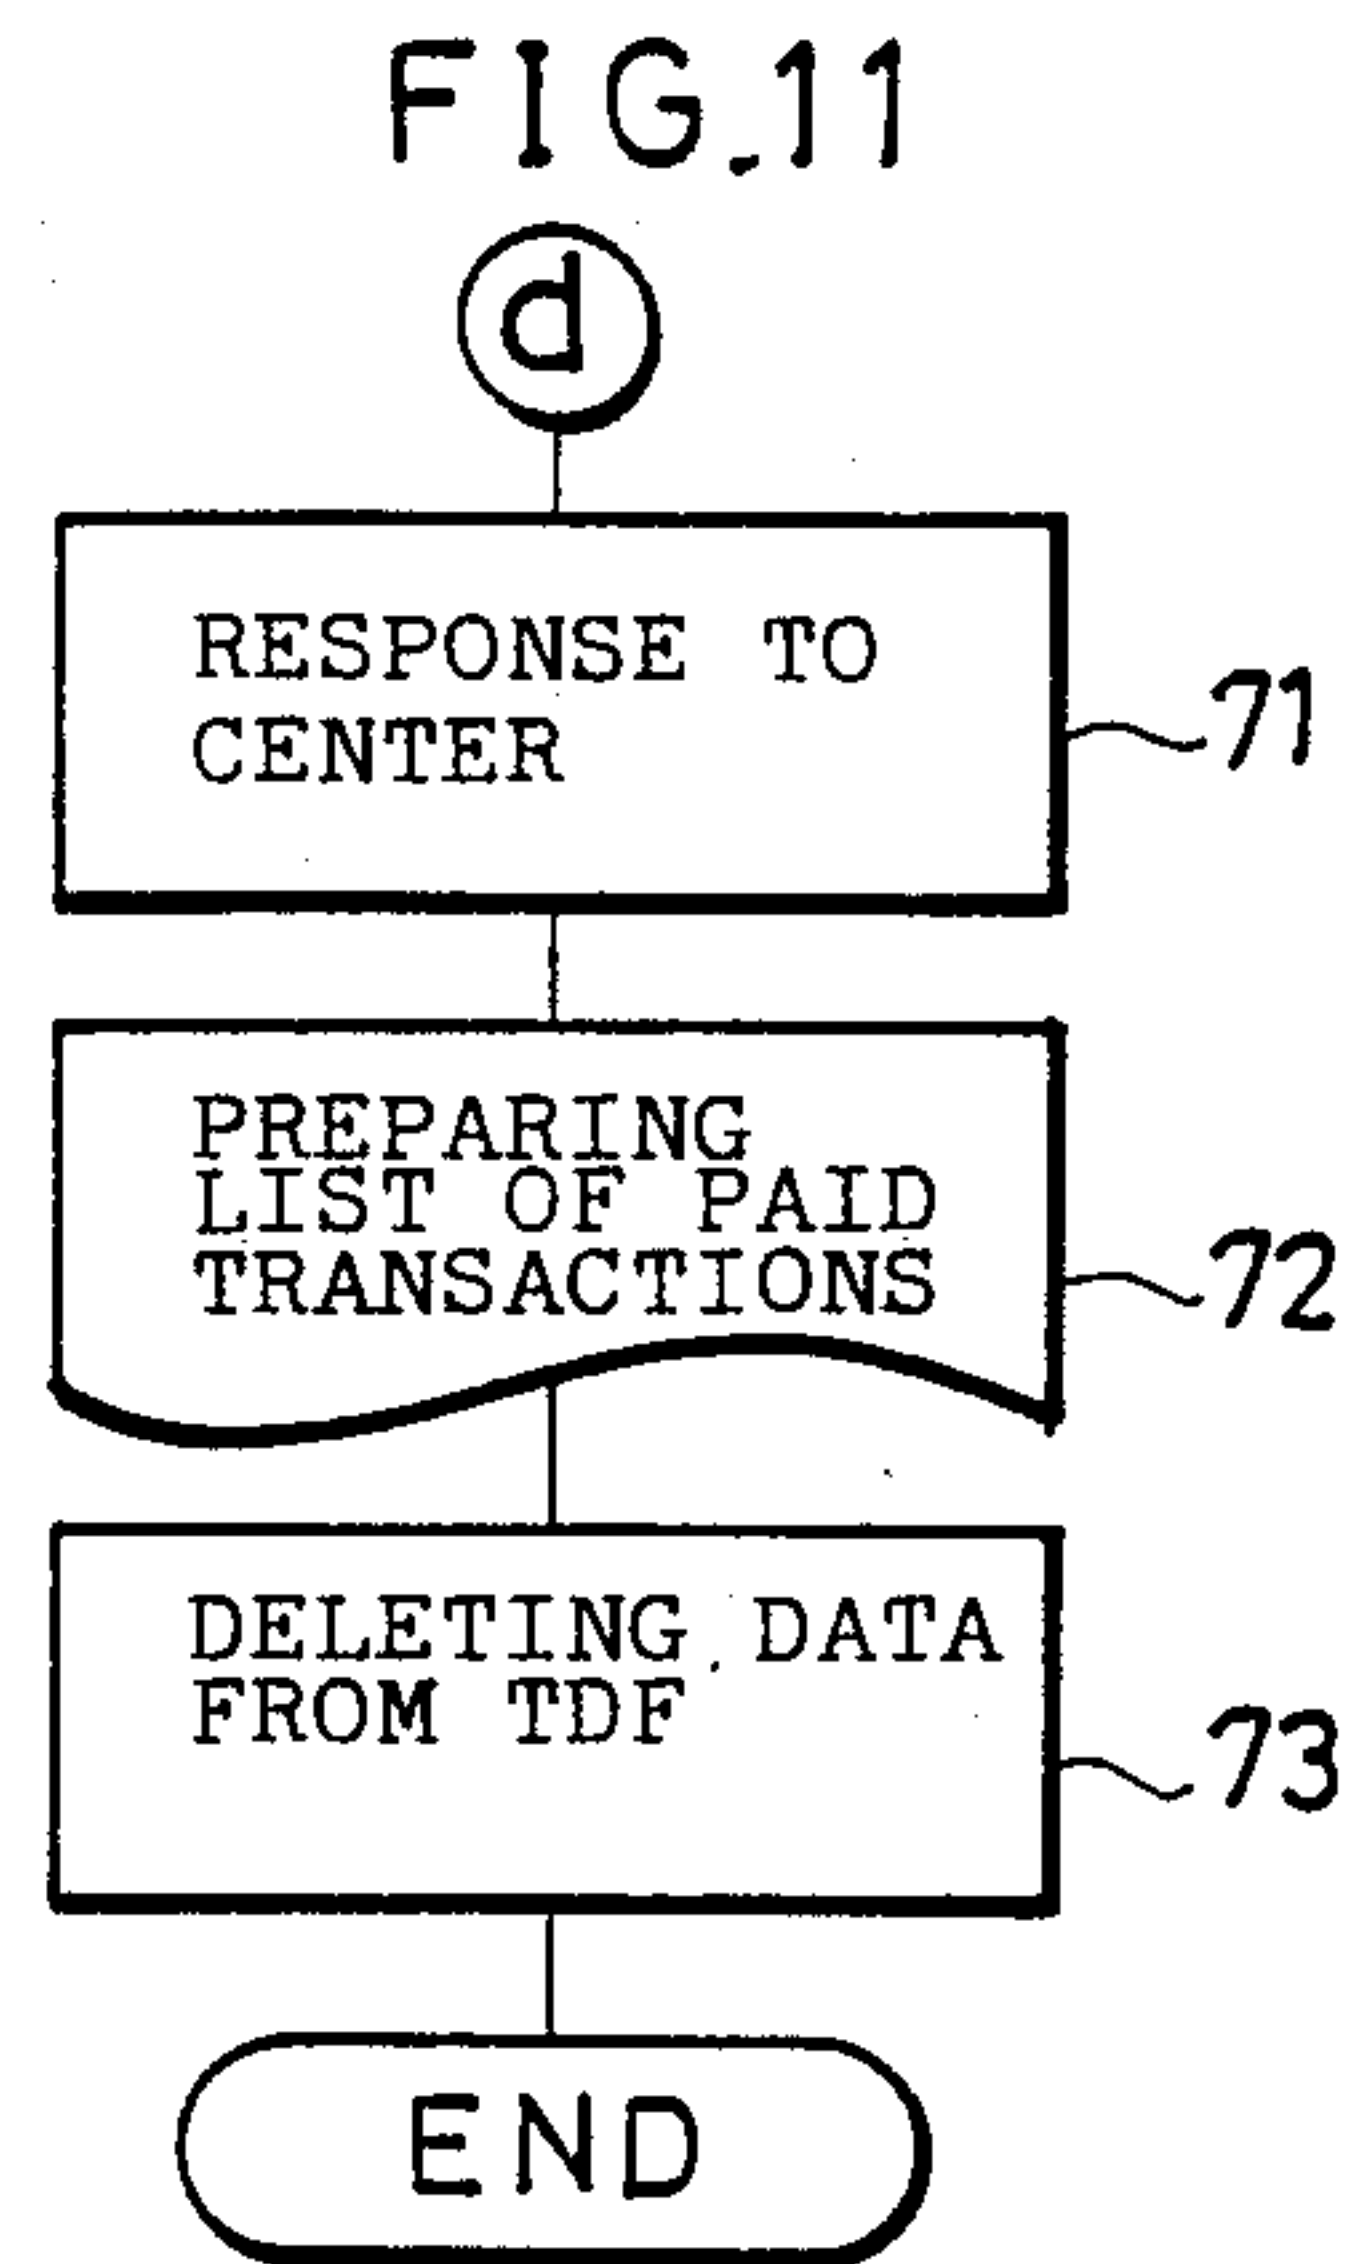 FIG.11
d
RESPONSE TO
CENTER
71
PREPARING
LIST OF PAID
TRANSACTIONS
72
DELETING DATA
FROM TDF
73
END